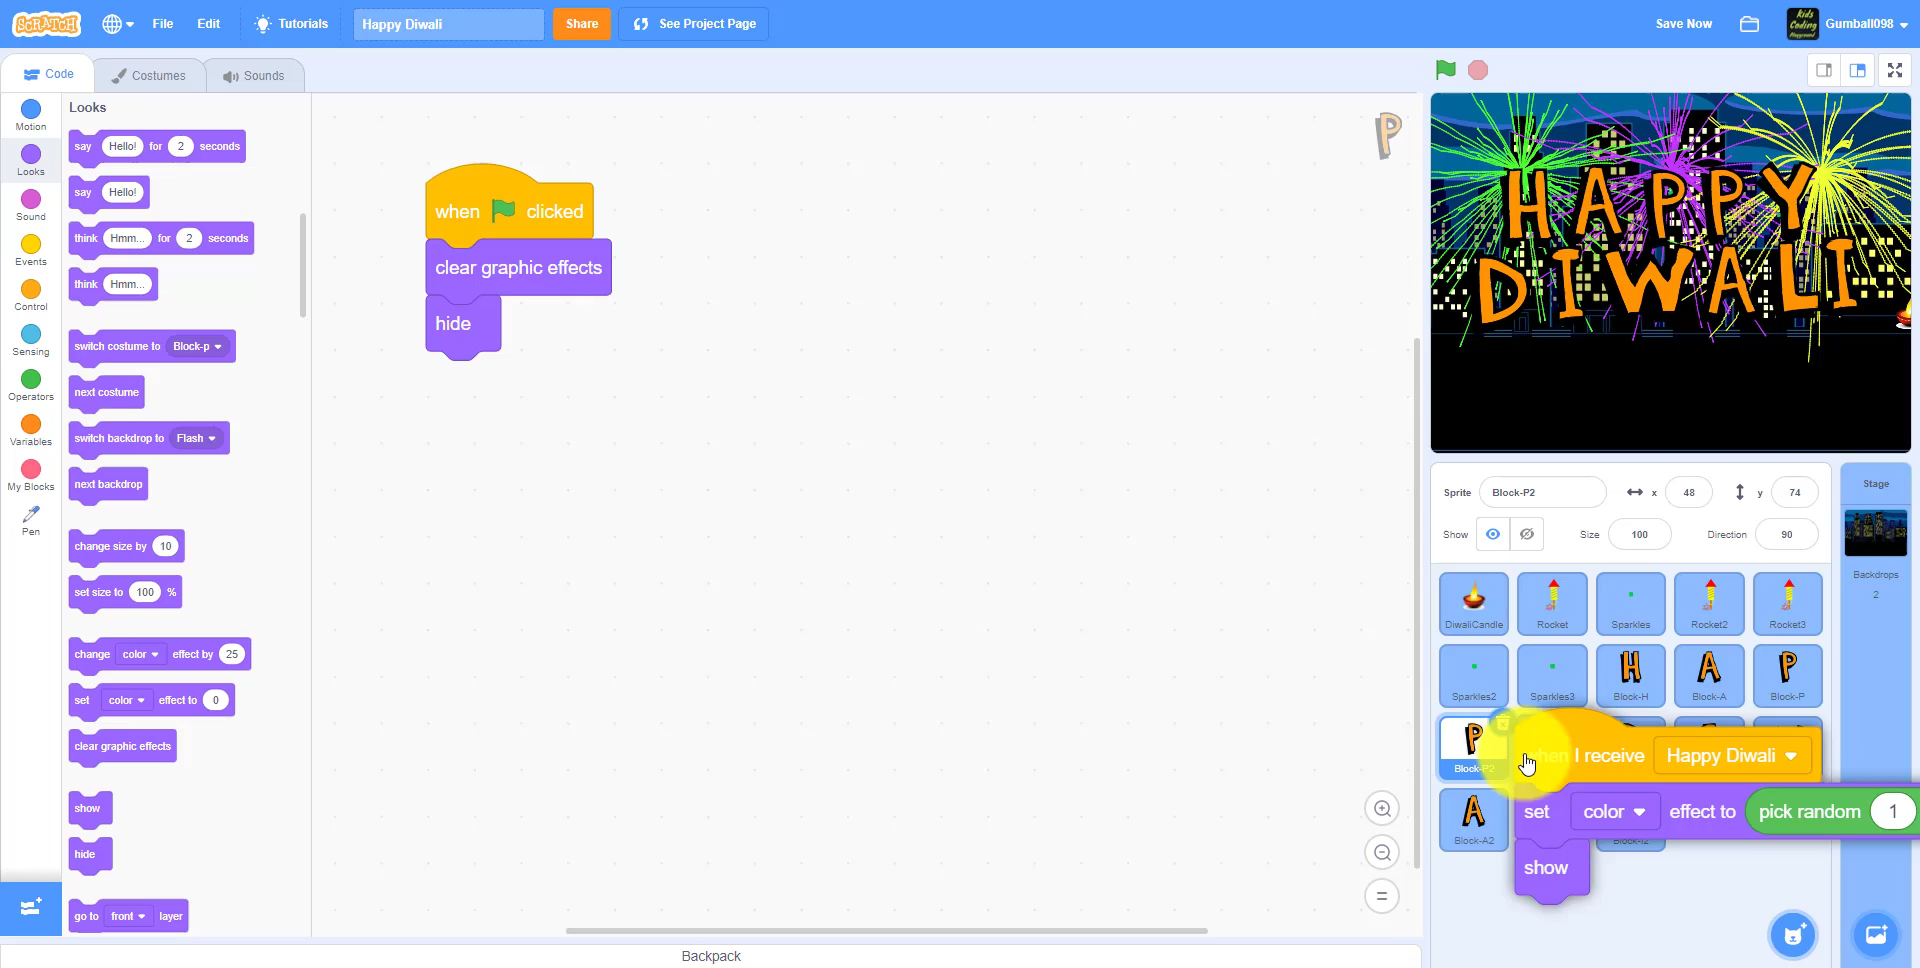 SCRATCH File Edit Tutorials Happy Diwali Share See Project Page Save Now Kids Coding Playground Gumball098
Code Costumes Sounds
Motion
Looks
Sound
Events
Control
Sensing
Operators
Variables
My Blocks
Pen
Looks
say Hello! for 2 seconds
say Hello!
think Hmm... for 2 seconds
think Hmm...
switch costume to Block-p
next costume
switch backdrop to Flash
next backdrop
change size by 10
set size to 100 %
change color effect by 25
set color effect to 0
clear graphic effects
show
hide
go to front layer
when clicked
clear graphic effects
hide
P
HAPPY
DIWALI
Sprite Block-P2 x 48 y 74
Show Size 100 Direction 90
DiwaliCandle Rocket Sparkles Rocket2 Rocket3
H A P
Sparkles2 Sparkles3 Block-H Block-A Block-P
P
Block-P2
A
Block-A2
when I receive Happy Diwali
set color effect to pick random 1
show
Stage
Backdrops
2
Backpack